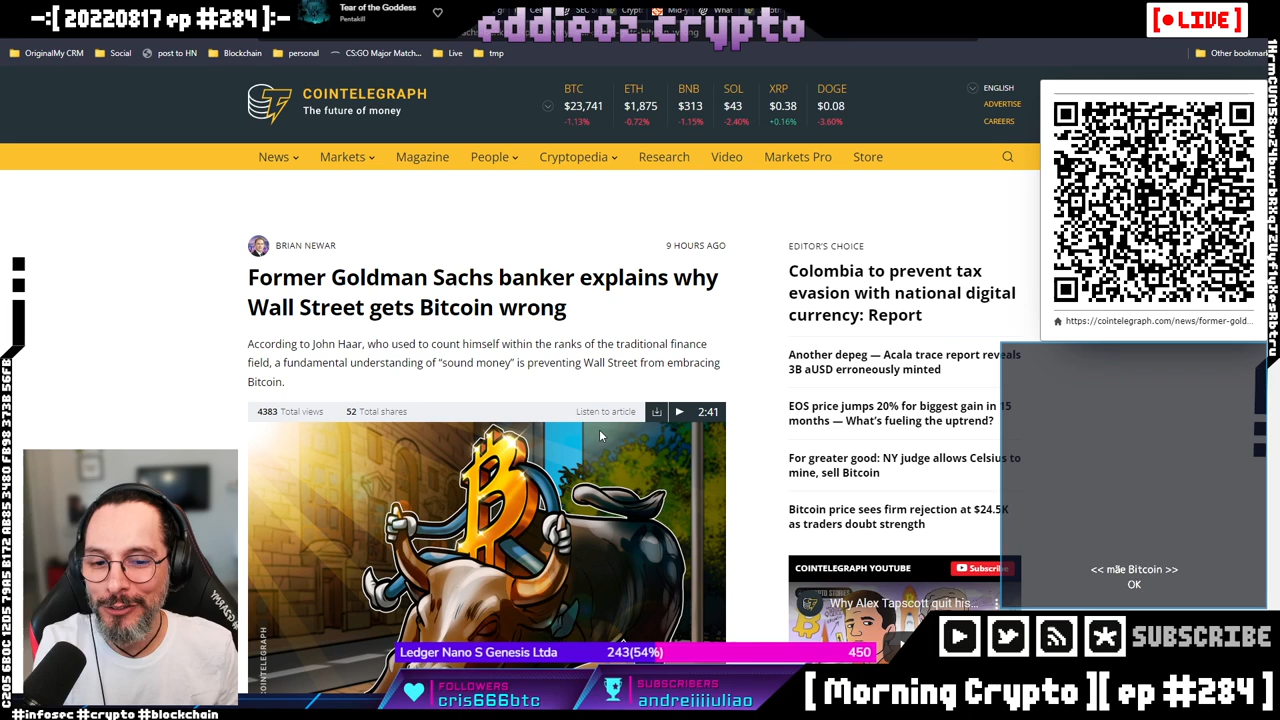 -:[ 20220817 ep #284 ]:-
Tear of the Goddess
Pentakill
eddieoz.crypto
[ ● LIVE ]
OriginalMy CRM
Social
post to HN
Blockchain
personal
CS:GO Major Match...
Live
tmp
Other bookmar
COINTELEGRAPH
The future of money
BTC ETH BNB SOL XRP DOGE
$23,741 $1,875 $313 $43 $0.38 $0.08
-1.13% -0.72% -1.15% -2.40% +0.16% -3.60%
ENGLISH
ADVERTISE
CAREERS
News Markets Magazine People Cryptopedia Research Video Markets Pro Store
BRIAN NEWAR
9 HOURS AGO
Former Goldman Sachs banker explains why
Wall Street gets Bitcoin wrong
According to John Haar, who used to count himself within the ranks of the traditional finance
field, a fundamental understanding of “sound money” is preventing Wall Street from embracing
Bitcoin.
4383 Total views 52 Total shares Listen to article 2:41
COINTELEGRAPH
EDITOR'S CHOICE
Colombia to prevent tax
evasion with national digital
currency: Report
Another depeg — Acala trace report reveals
3B aUSD erroneously minted
EOS price jumps 20% for biggest gain in 15
months — What's fueling the uptrend?
For greater good: NY judge allows Celsius to
mine, sell Bitcoin
Bitcoin price sees firm rejection at $24.5K
as traders doubt strength
COINTELEGRAPH YOUTUBE
Subscribe
Why Alex Tapscott quit his...
https://cointelegraph.com/news/former-gold...
<< mãe Bitcoin >>
OK
SUBSCRIBE
Ledger Nano S Genesis Ltda 243(54%) 450
FOLLOWERS
cris666btc
SUBSCRIBERS
andrejjjuliao
[ Morning Crypto ][ ep #284 ]
#infosec #crypto #blockchain